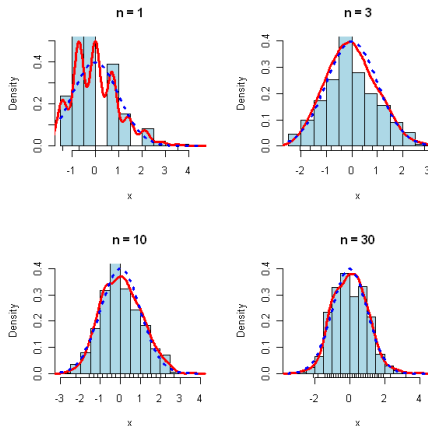 n = 1
Density
0.0
0.2
0.4
-1 0 1 2 3 4
x
n = 3
Density
0.0
0.1
0.2
0.3
0.4
-2 -1 0 1 2 3
x
n = 10
Density
0.0
0.1
0.2
0.3
0.4
-3 -2 -1 0 1 2 3 4
x
n = 30
Density
0.0
0.1
0.2
0.3
0.4
-2 0 2 4
x